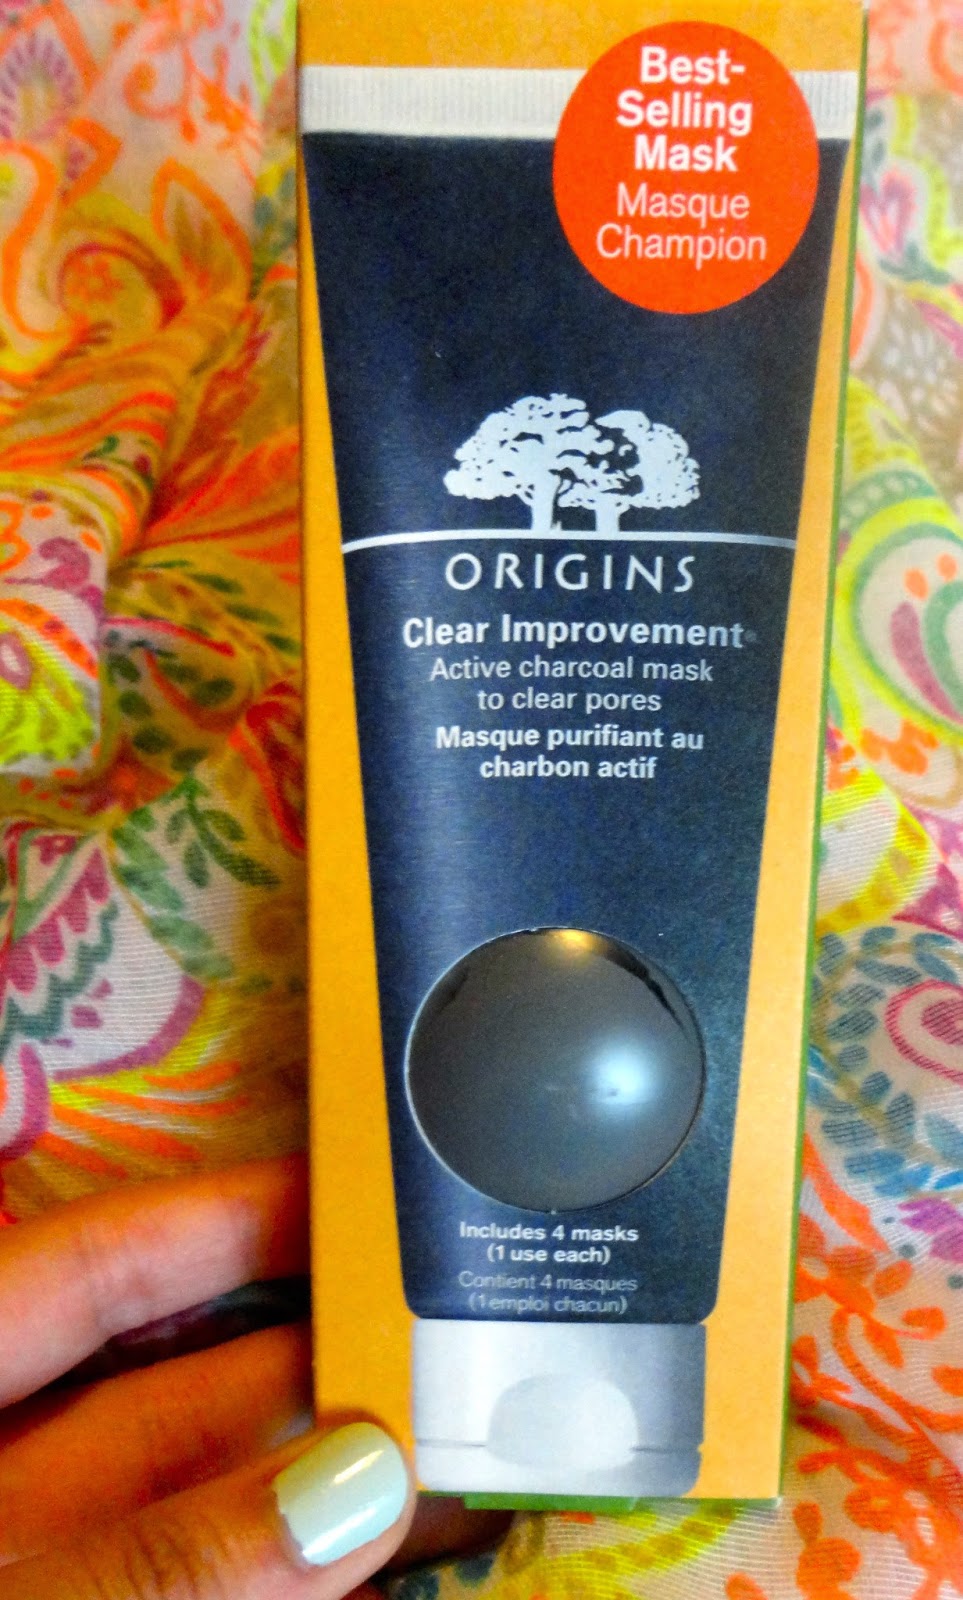 Best-
Selling
Mask
Masque
Champion
ORIGINS
Clear Improvement®
Active charcoal mask
to clear pores
Masque purifiant au
charbon actif
Includes 4 masks
(1 use each)
Contient 4 masques
(1 emploi chacun)